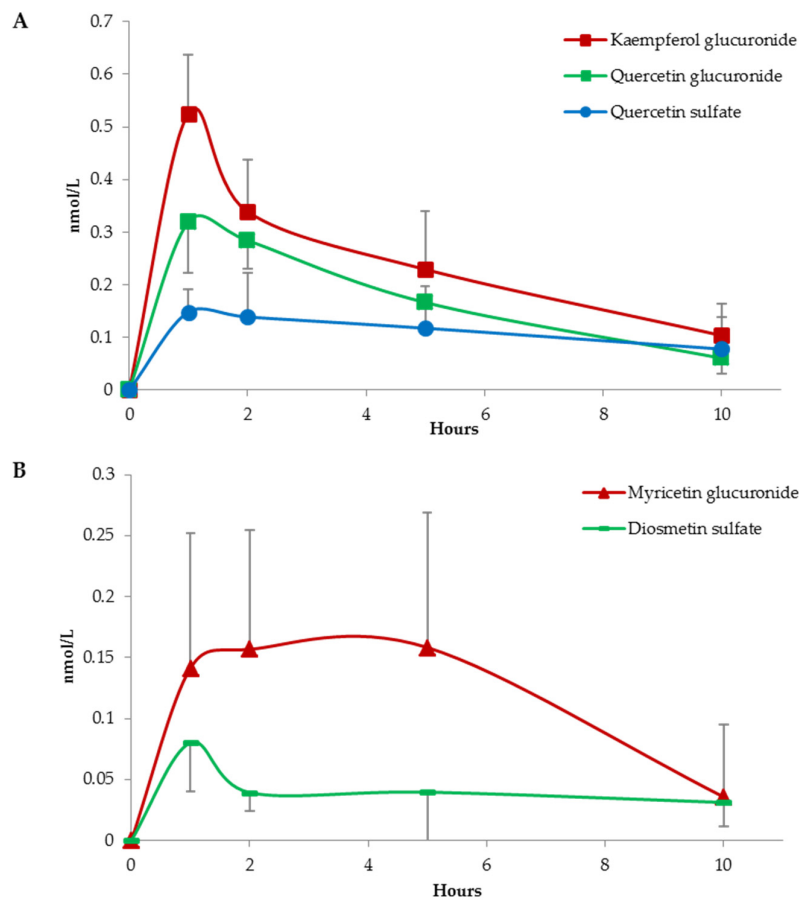 A
0.7
Kaempferol glucuronide
0.6
Quercetin glucuronide
Quercetin sulfate
0.5
0.4
nmol/L
0.3
0.2
0.1
0
0 2 4 6 8 10
Hours
B
0.3
Myricetin glucuronide
0.25
Diosmetin sulfate
0.2
nmol/L
0.15
0.1
0.05
0
0 2 4 6 8 10
Hours